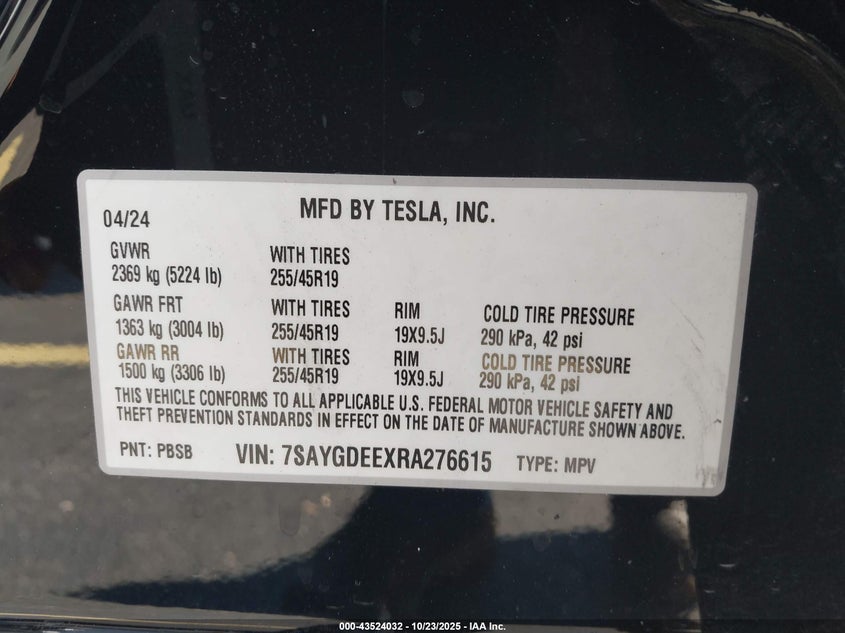 MFD BY TESLA, INC.
04/24
GVWR WITH TIRES
2369 kg (5224 lb) 255/45R19
GAWR FRT WITH TIRES RIM COLD TIRE PRESSURE
1363 kg (3004 lb) 255/45R19 19X9.5J 290 kPa, 42 psi
GAWR RR WITH TIRES RIM COLD TIRE PRESSURE
1500 kg (3306 lb) 255/45R19 19X9.5J 290 kPa, 42 psi
THIS VEHICLE CONFORMS TO ALL APPLICABLE U.S. FEDERAL MOTOR VEHICLE SAFETY AND
THEFT PREVENTION STANDARDS IN EFFECT ON THE DATE OF MANUFACTURE SHOWN ABOVE.
PNT: PBSB VIN: 7SAYGDEEXRA276615 TYPE: MPV
000-43524032 - 10/23/2025 - IAA Inc.